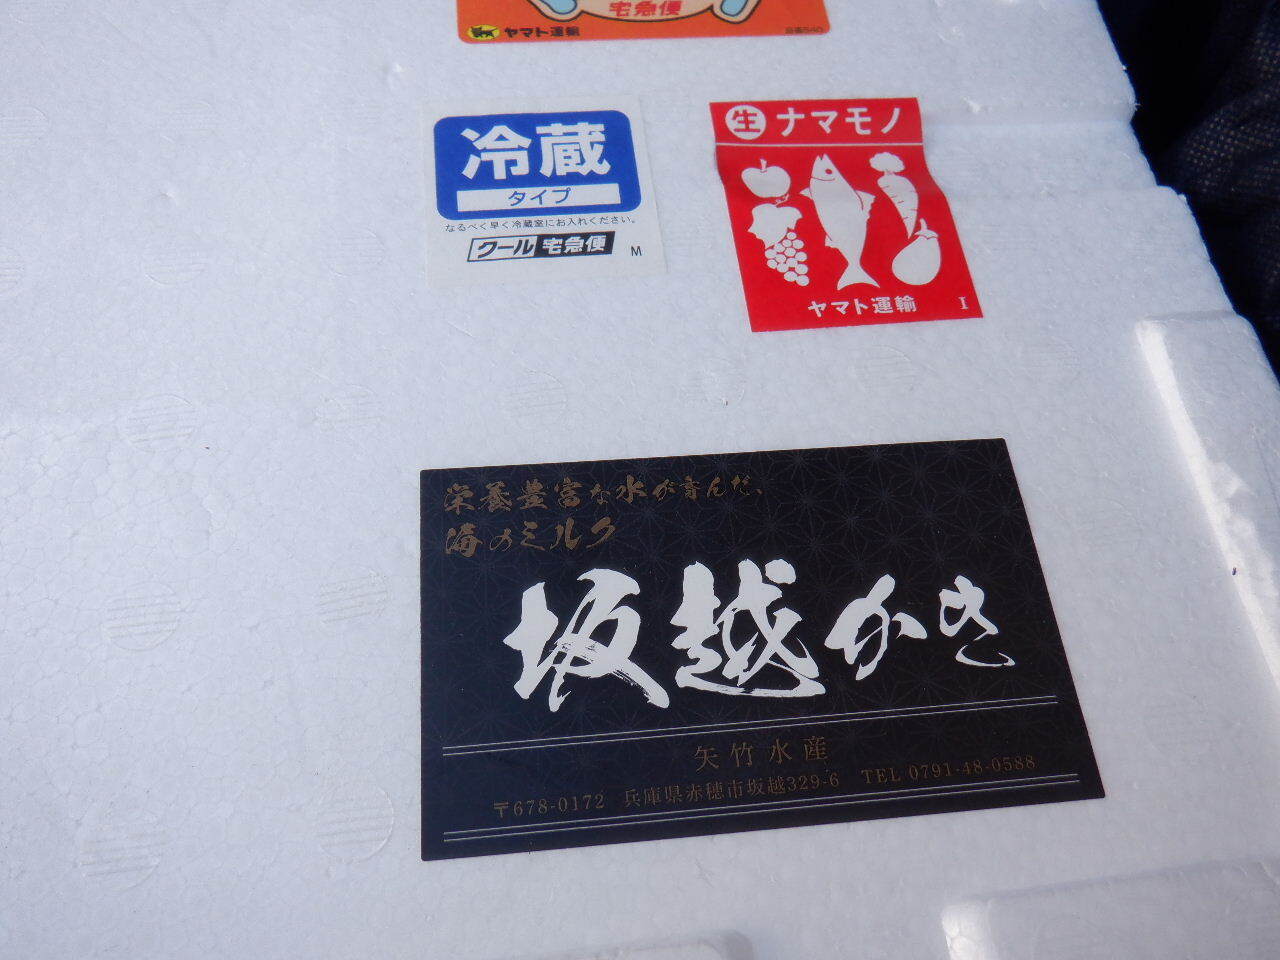 宅急便
ヤマト運輸
冷蔵
タイプ
なるべく早く冷蔵室にお入れください。
クール宅急便
M
生 ナマモノ
ヤマト運輸
I
栄養豊富な水が育んだ、
海のミルク
坂越かき
矢竹水産
〒678-0172 兵庫県赤穂市坂越329-6 TEL 0791-48-0588